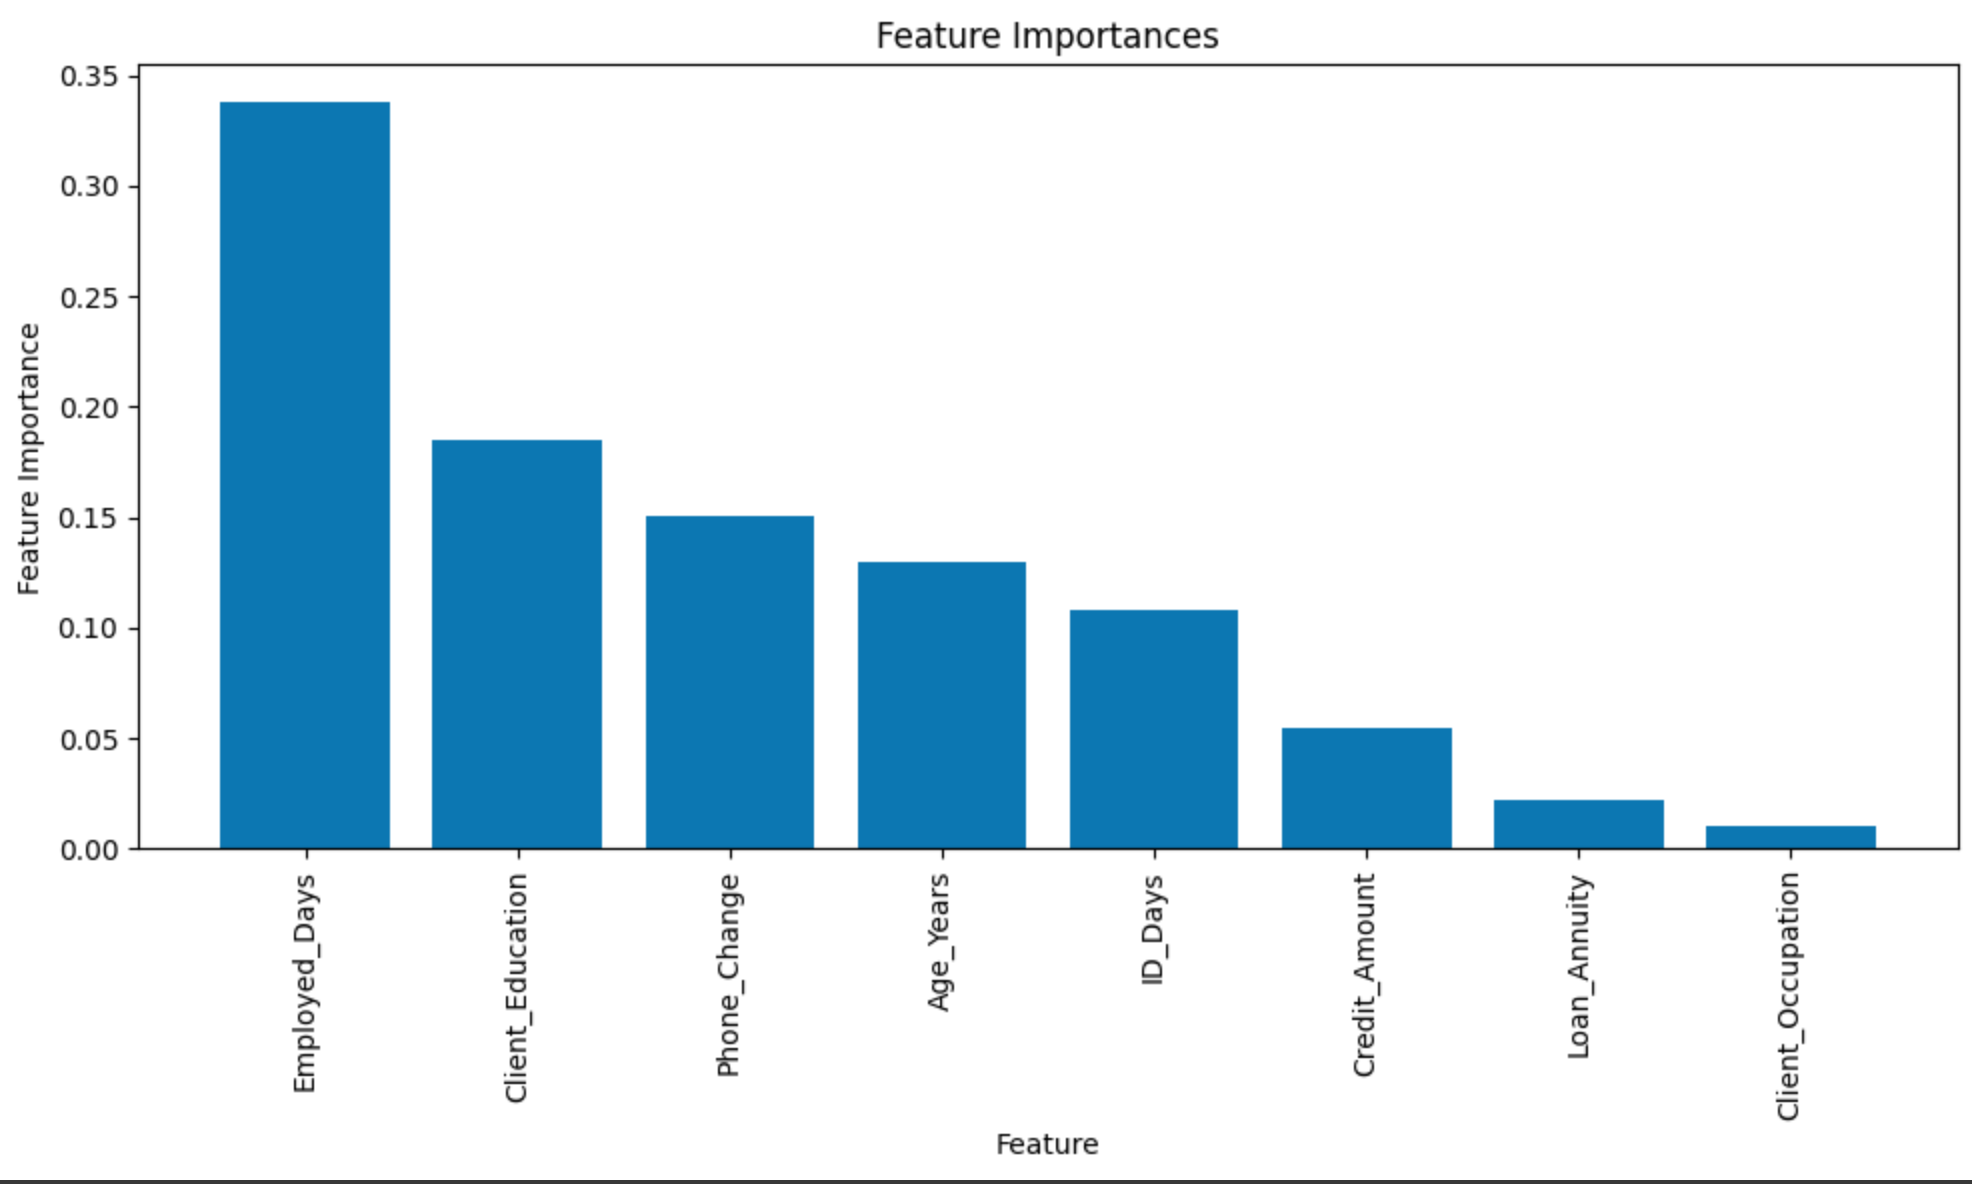 Feature Importances
Feature Importance
0.35
0.30
0.25
0.20
0.15
0.10
0.05
0.00
Employed_Days
Client_Education
Phone_Change
Age_Years
ID_Days
Credit_Amount
Loan_Annuity
Client_Occupation
Feature